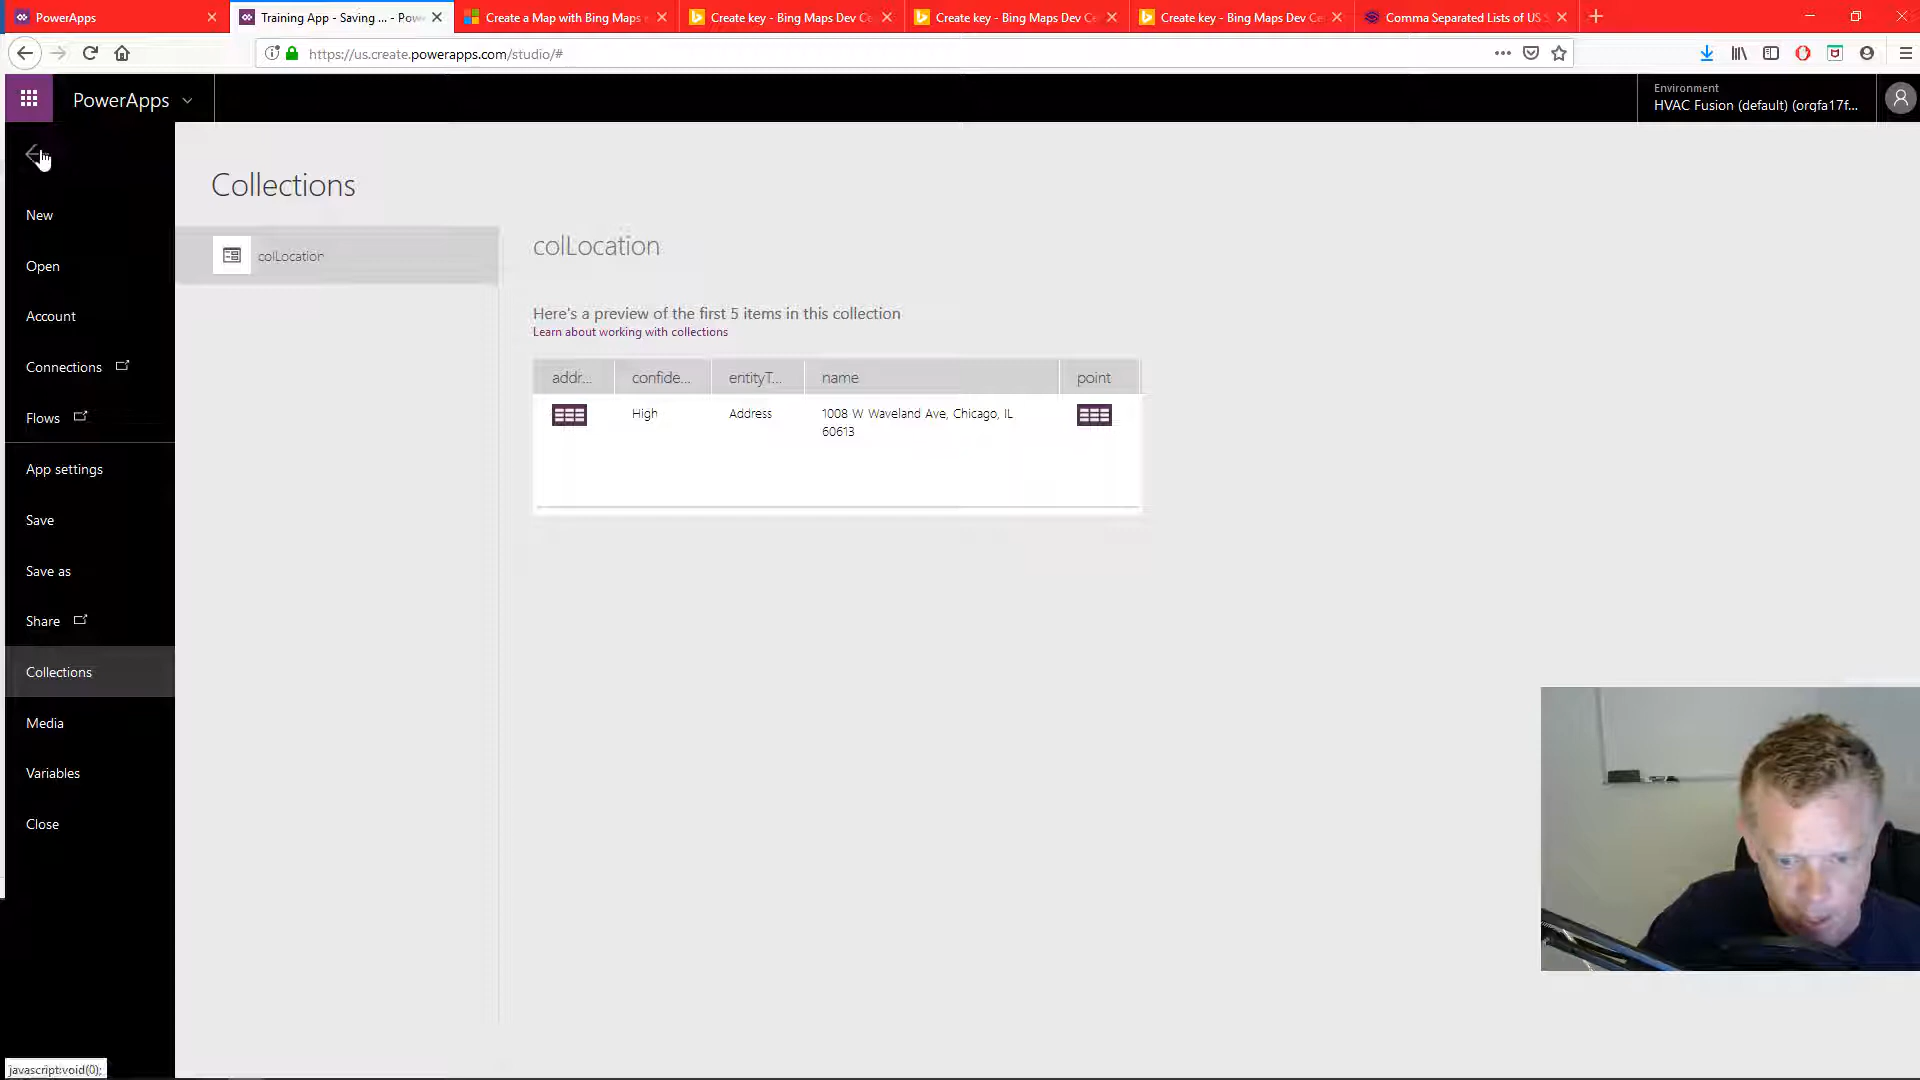 PowerApps
Training App - Saving ... - Pow
Create a Map with Bing Maps
Create key - Bing Maps Dev Ce
Create key - Bing Maps Dev Ce
Create key - Bing Maps Dev Ce
Comma Separated Lists of US S
https://us.create.powerapps.com/studio/#
PowerApps
Environment
HVAC Fusion (default) (orgfa17f...
New
Open
Account
Connections
Flows
App settings
Save
Save as
Share
Collections
Media
Variables
Close
Collections
colLocation
colLocation
Here's a preview of the first 5 items in this collection
Learn about working with collections
addr... confide... entityT... name point
High Address 1008 W Waveland Ave, Chicago, IL
60613
javascript:void(0);